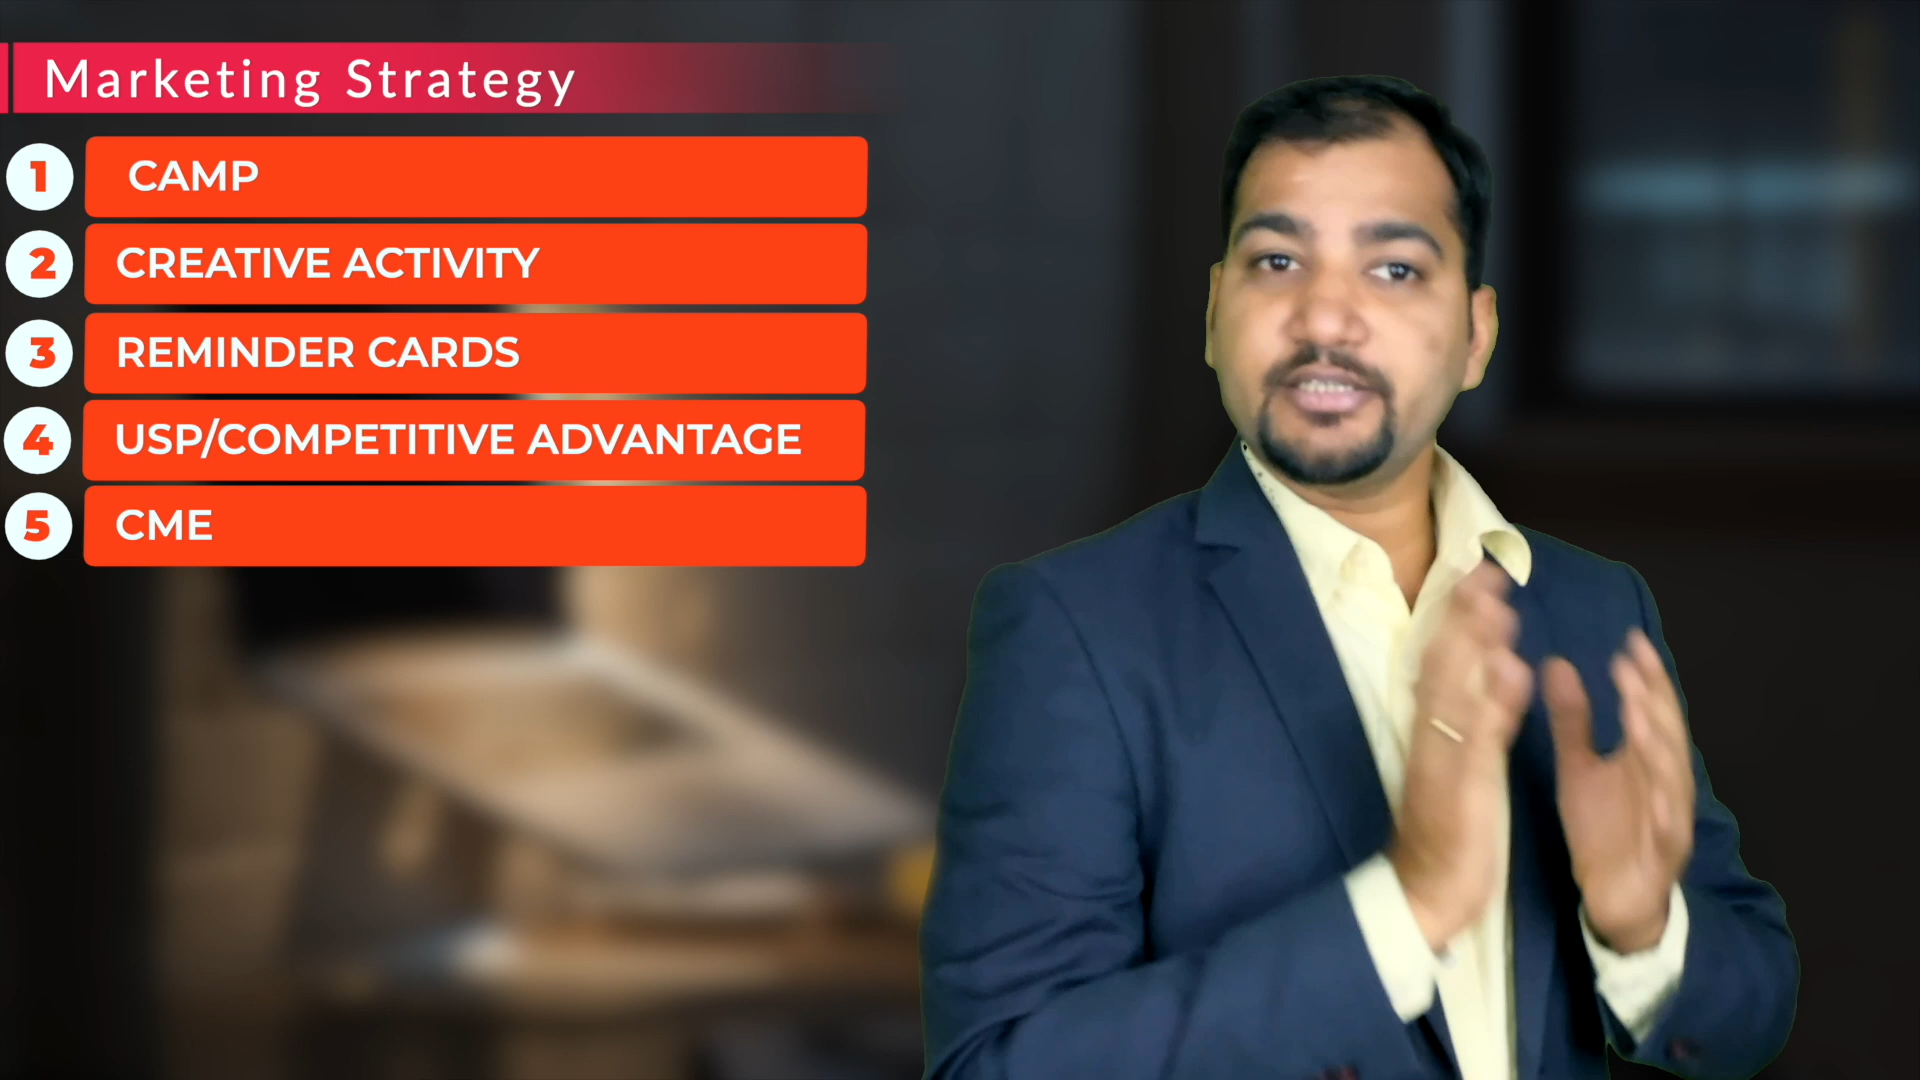 Marketing Strategy
1 CAMP
2 CREATIVE ACTIVITY
3 REMINDER CARDS
4 USP/COMPETITIVE ADVANTAGE
5 CME